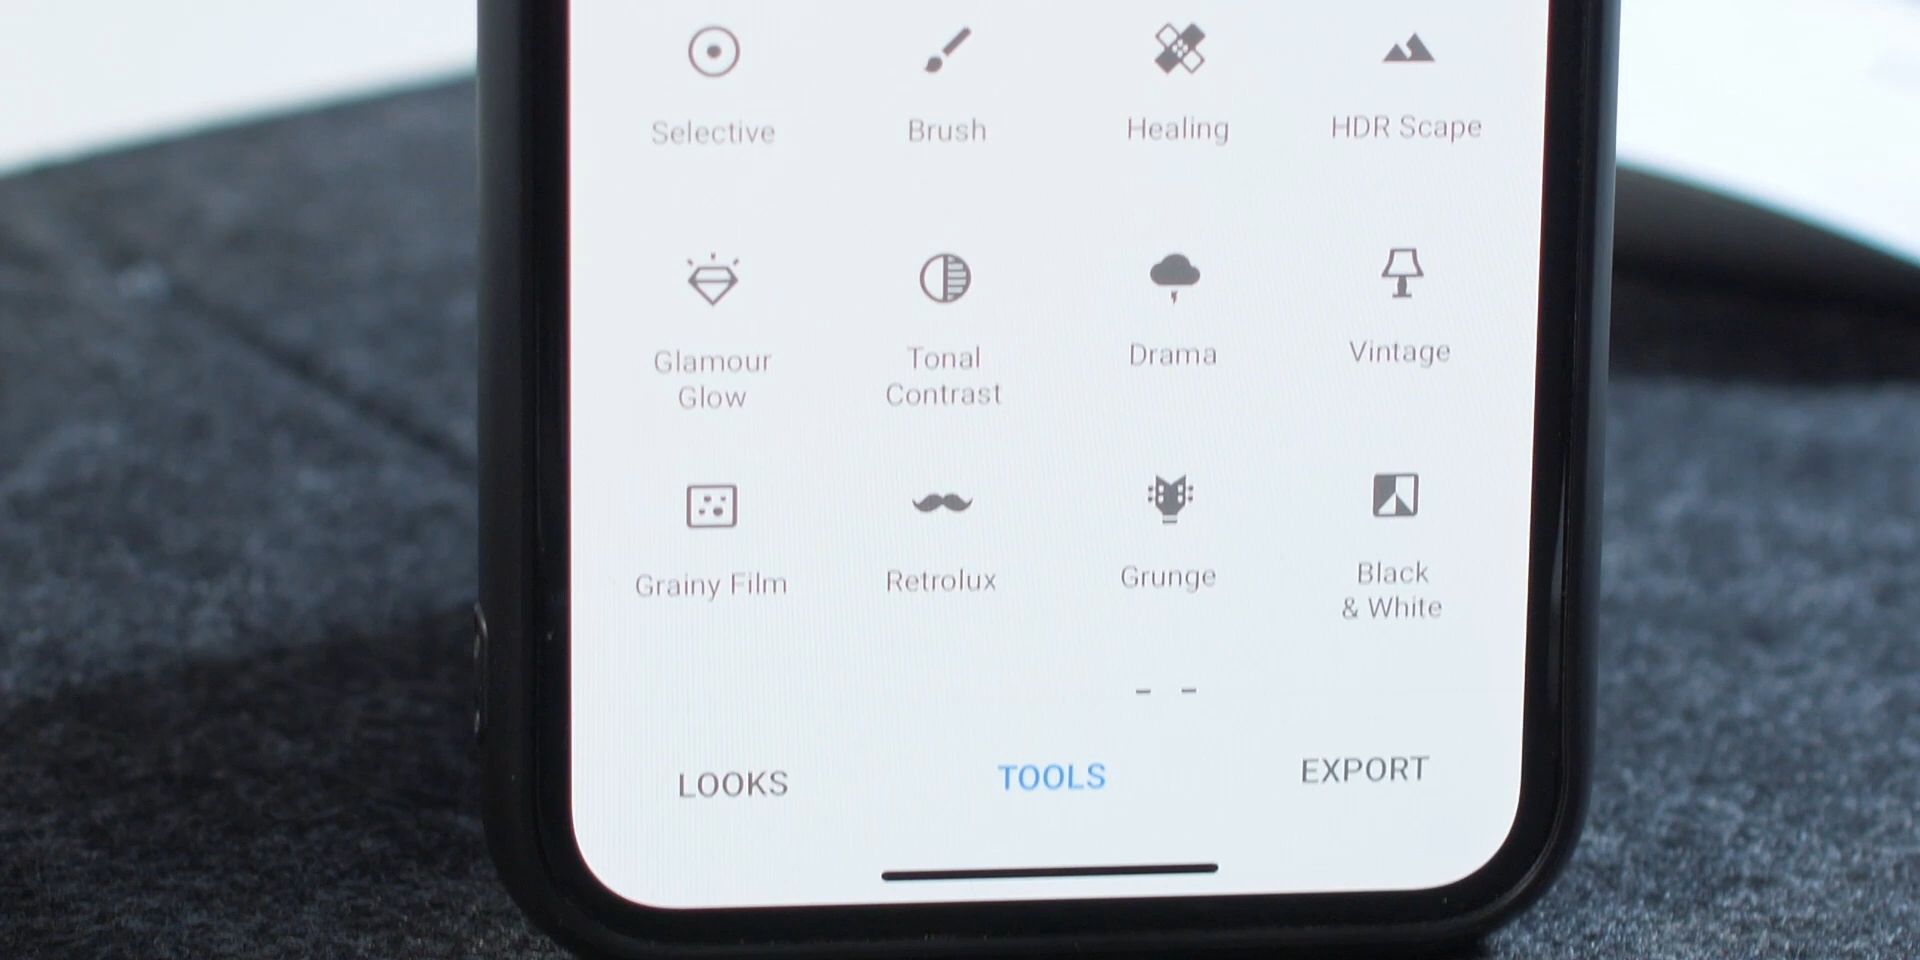 Selective
Brush
Healing
HDR Scape
Glamour
Glow
Tonal
Contrast
Drama
Vintage
Grainy Film
Retrolux
Grunge
Black
& White
LOOKS
TOOLS
EXPORT